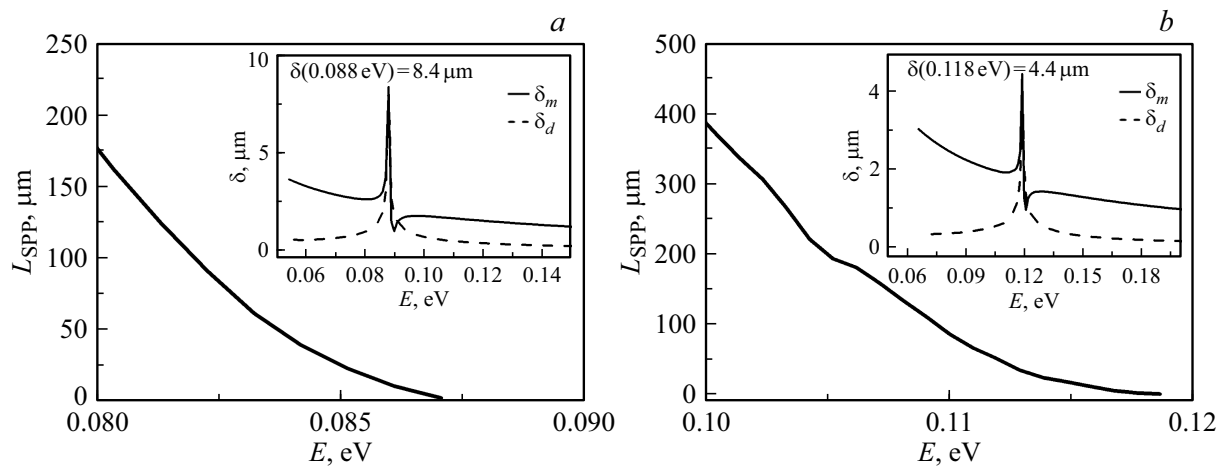 a
250
200
150
100
50
0
L_SPP, μm
0.080
0.085
0.090
E, eV
10
5
0
δ, μm
δ(0.088 eV) = 8.4 μm
δ_m
δ_d
0.06
0.08
0.10
0.12
0.14
E, eV
b
500
400
300
200
100
0
L_SPP, μm
0.10
0.11
0.12
E, eV
4
2
0
δ, μm
δ(0.118 eV) = 4.4 μm
δ_m
δ_d
0.06
0.09
0.12
0.15
0.18
E, eV